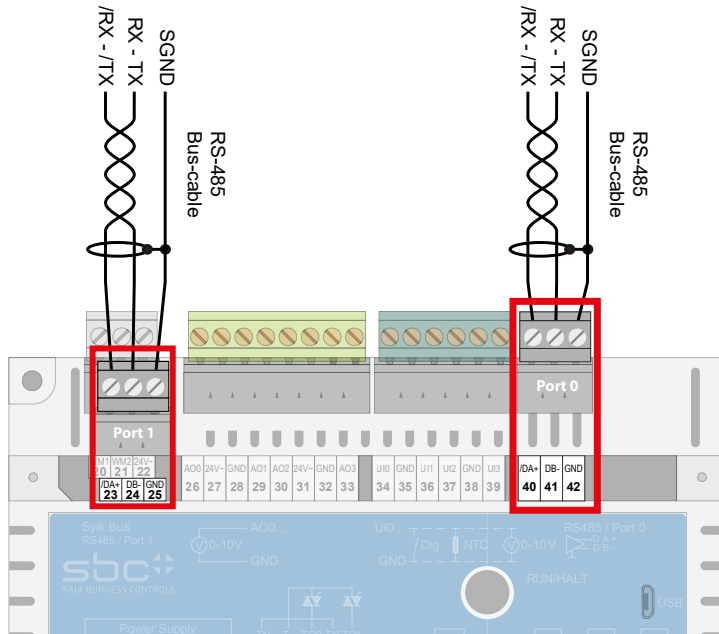 /RX - /TX
RX - TX
SGND
RS-485
Bus-cable
/RX - /TX
RX - TX
SGND
RS-485
Bus-cable
Port 1
Port 0
WM2 24V~
20 21 22
/DA+ DB- GND
23 24 25
AO0 24V~ GND AO1 AO2 24V~ GND AO3
26 27 28 29 30 31 32 33
UI0 GND UI1 UI2 GND UI3
34 35 36 37 38 39
/DA+ DB- GND
40 41 42
Sylk Bus
RS485 / Port 1
sbc
SAIA BURGESS CONTROLS
Power Supply
AO0...
0-10V
GND
UI0...
/Dig.
NTC
0-10V
GND
RS485 / Port 0
/D A +
D B -
RUN/HALT
USB